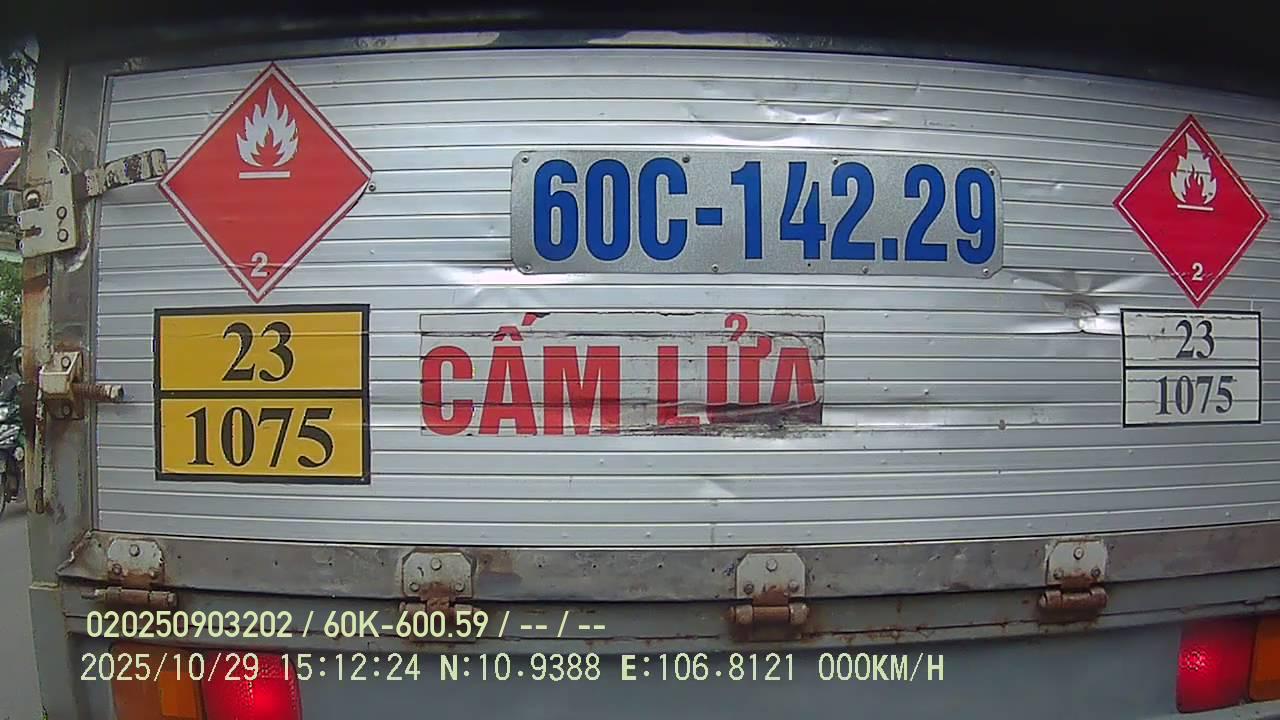 60C-142.29
2
2
23
1075
CẤM LỬA
23
1075
020250903202 / 60K-600.59 / -- / --
2025/10/29 15:12:24 N:10.9388 E:106.8121 000KM/H